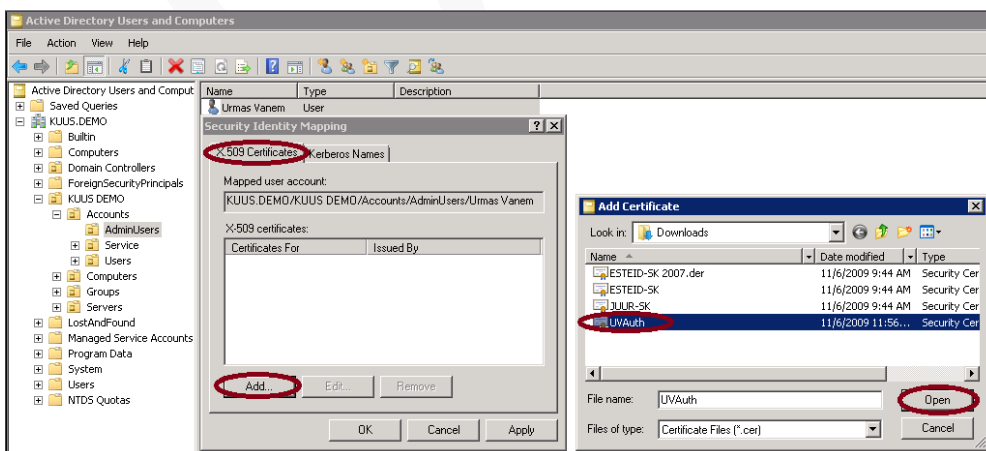 Active Directory Users and Computers
File Action View Help
Active Directory Users and Comput
Saved Queries
KUUS.DEMO
Builtin
Computers
Domain Controllers
ForeignSecurityPrincipals
KUUS DEMO
Accounts
AdminUsers
Service
Users
Computers
Groups
Servers
LostAndFound
Managed Service Accounts
Program Data
System
Users
NTDS Quotas
Name Type Description
Urmas Vanem User
Security Identity Mapping
X.509 Certificates Kerberos Names
Mapped user account:
KUUS.DEMO/KUUS DEMO/Accounts/AdminUsers/Urmas Vanem
X-509 certificates:
Certificates For Issued By
Add... Edit... Remove
OK Cancel Apply
Add Certificate
Look in: Downloads
Name Date modified Type
ESTEID-SK 2007.der 11/6/2009 9:44 AM Security Cer
ESTEID-SK 11/6/2009 9:44 AM Security Cer
JUUR-SK 11/6/2009 9:44 AM Security Cer
UVAuth 11/6/2009 11:56... Security Cer
File name: UVAuth Open
Files of type: Certificate Files (*.cer) Cancel